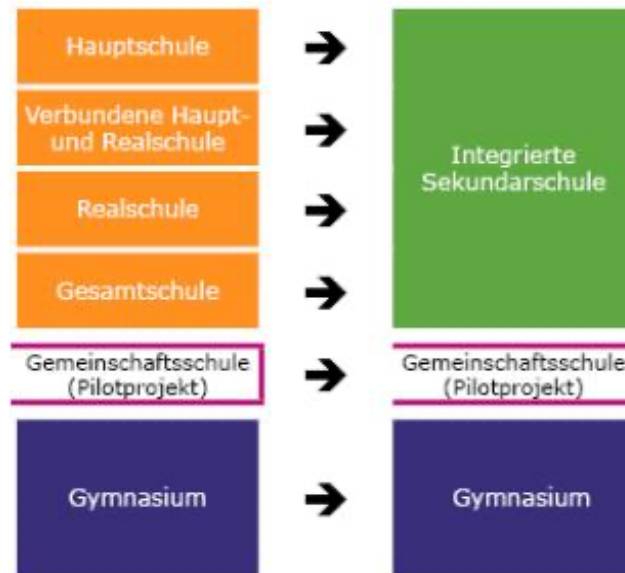 Hauptschule
Verbundene Haupt-
und Realschule
Realschule
Gesamtschule
Gemeinschaftsschule
(Pilotprojekt)
Gymnasium
Integrierte
Sekundarschule
Gemeinschaftsschule
(Pilotprojekt)
Gymnasium